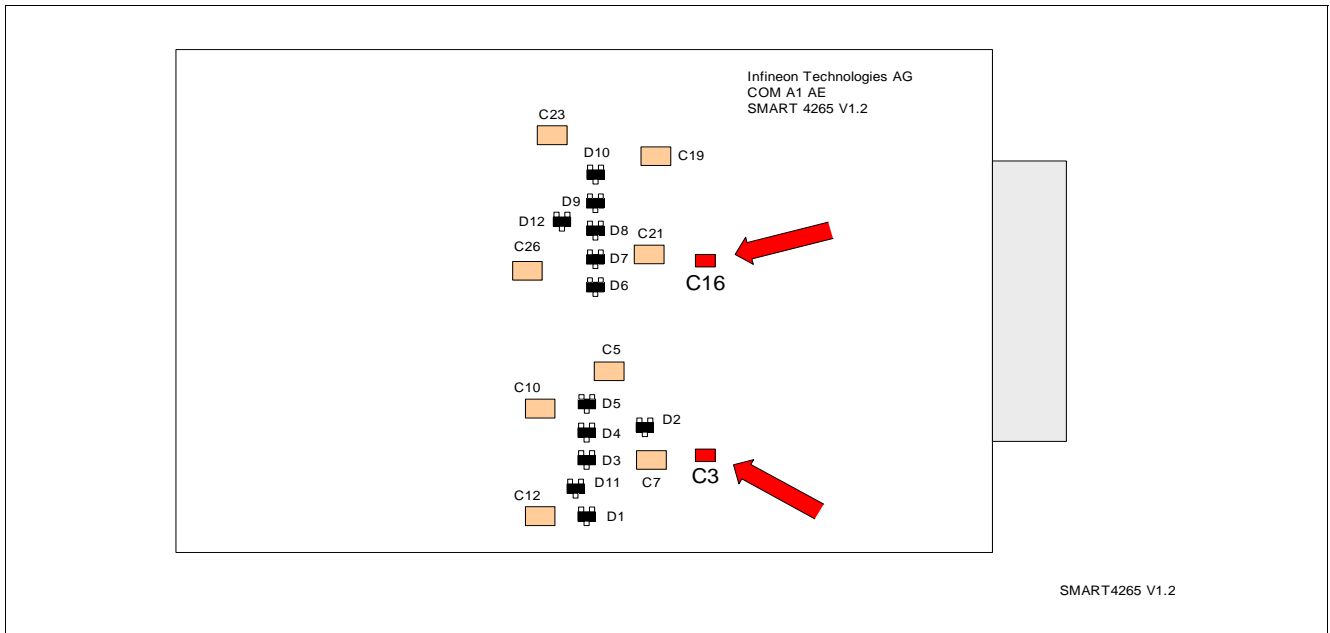 Infineon Technologies AG
COM A1 AE
SMART 4265 V1.2
C23
D10
C19
D9
D12
D8
C21
C26
D7
D6
C16
C5
C10
D5
D2
D4
D3
C7
C3
D11
C12
D1
SMART4265 V1.2